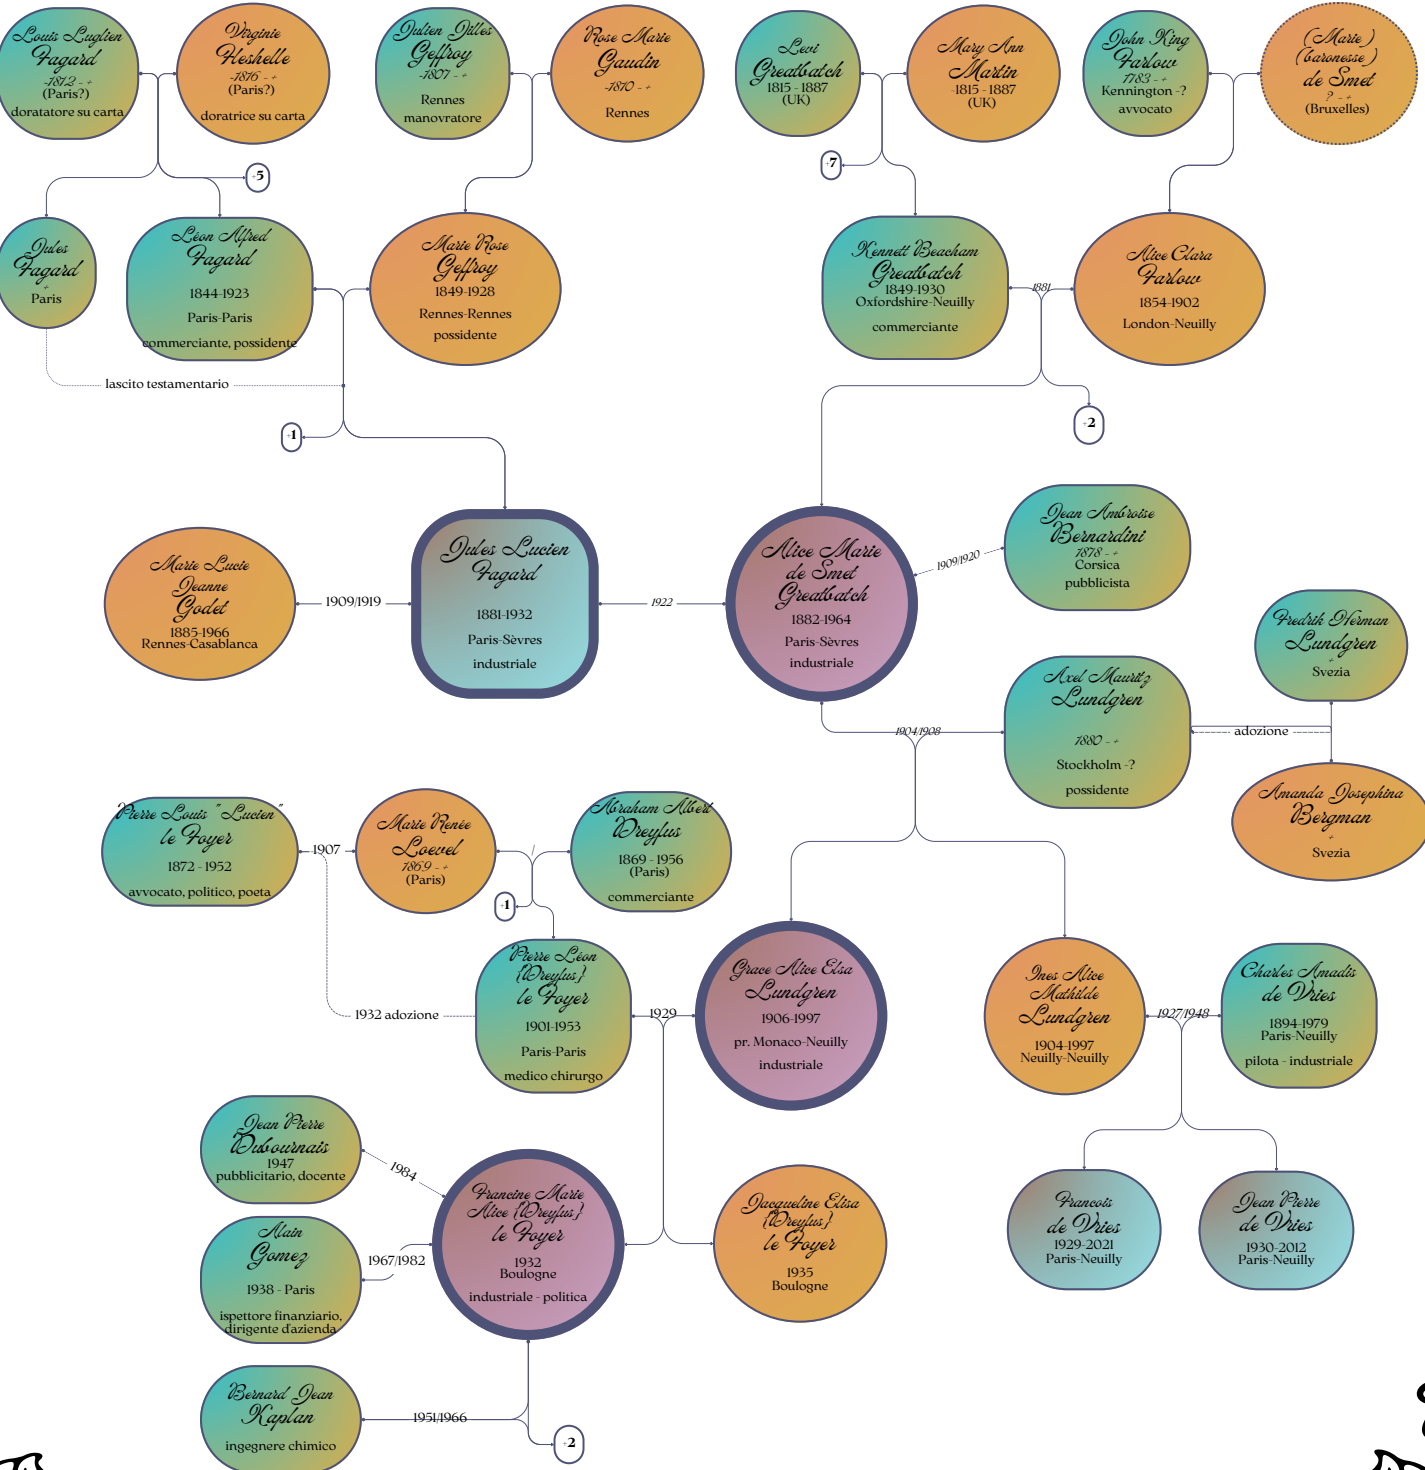 Louis Luglien
Fagard
-1812 - +
(Paris?)
doratatore su carta
Virginie
Heshelle
-1816 - +
(Paris?)
doratrice su carta
Julien Gilles
Geffroy
-1807 - +
Rennes
manovratore
Rose Marie
Gaudin
-1810 - +
Rennes
Levi
Greatbatch
1815 - 1887
(UK)
Mary Ann
Martin
-1815 - 1887
(UK)
John King
Farlow
1783 - +
Kennington -?
avvocato
(Marie)
(baronesse)
de Smet
? - +
(Bruxelles)
+5
+7
Jules
Fagard
+
Paris
Léon Alfred
Fagard
1844-1923
Paris-Paris
commerciante, possidente
Marie Rose
Geffroy
1849-1928
Rennes-Rennes
possidente
Kennett Beacham
Greatbatch
1849-1930
Oxfordshire-Neuilly
commerciante
1881
Alice Clara
Farlow
1854-1902
London-Neuilly
lascito testamentario
+1
+2
Marie Lucie
Jeanne
Godet
1885-1966
Rennes-Casablanca
1909/1919
Jules Lucien
Fagard
1881-1932
Paris-Sèvres
industriale
1922
Alice Marie
de Smet
Greatbatch
1882-1964
Paris-Sèvres
industriale
1909/1920
Jean Ambroise
Bernardini
1878 - +
Corsica
pubblicista
Fredrik Herman
Lundgren
+
Svezia
1904/1908
Axel Mauritz
Lundgren
1880 - +
Stockholm -?
possidente
adozione
Amanda Josephina
Bergman
+
Svezia
Pierre Louis "Lucien"
le Foyer
1872 - 1952
avvocato, politico, poeta
1907
Marie Renée
Loevel
1869 - +
(Paris)
/
Abraham Albert
Dreyfus
1869 - 1956
(Paris)
commerciante
+1
1932 adozione
Pierre Léon
{Dreyfus}
le Foyer
1901-1953
Paris-Paris
medico chirurgo
1929
Grace Alice Elsa
Lundgren
1906-1997
pr. Monaco-Neuilly
industriale
Ines Alice
Mathilde
Lundgren
1904-1997
Neuilly-Neuilly
1927/1948
Charles Amadis
de Vries
1894-1979
Paris-Neuilly
pilota - industriale
Jean Pierre
Dubournais
1947
pubblicitario, docente
1984
Alain
Gomez
1938 - Paris
ispettore finanziario,
dirigente d'azienda
1967/1982
Francine Marie
Alice {Dreyfus}
le Foyer
1932
Boulogne
industriale - politica
Jacqueline Elisa
{Dreyfus}
le Foyer
1935
Boulogne
Francois
de Vries
1929-2021
Paris-Neuilly
Jean Pierre
de Vries
1930-2012
Paris-Neuilly
Bernard Jean
Kaplan
ingegnere chimico
1951/1966
+2